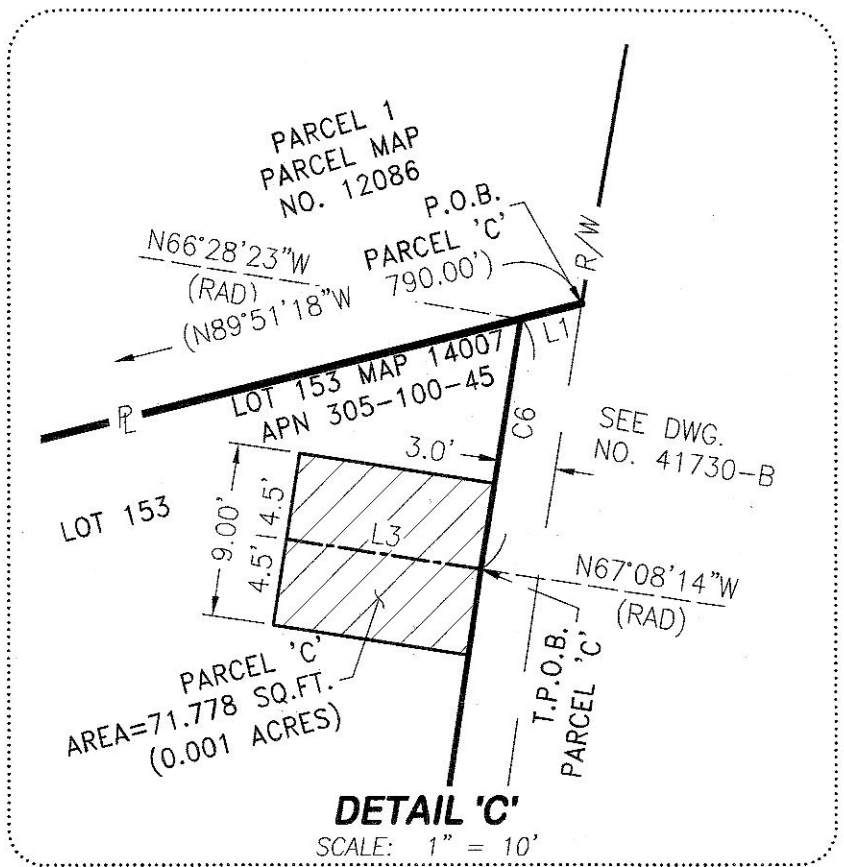 PARCEL 1
PARCEL MAP
NO. 12086
P.O.B.
PARCEL 'C'
790.00')
R/W
N66°28'23"W
(RAD)
(N89°51'18"W
L1
LOT 153 MAP 14007
APN 305-100-45
PL
C6
SEE DWG.
NO. 41730-B
3.0'
LOT 153
9.00'
4.5'
4.5'
L3
N67°08'14"W
(RAD)
T.P.O.B.
PARCEL 'C'
PARCEL 'C'
AREA=71.778 SQ.FT.
(0.001 ACRES)
DETAIL 'C'
SCALE: 1" = 10'